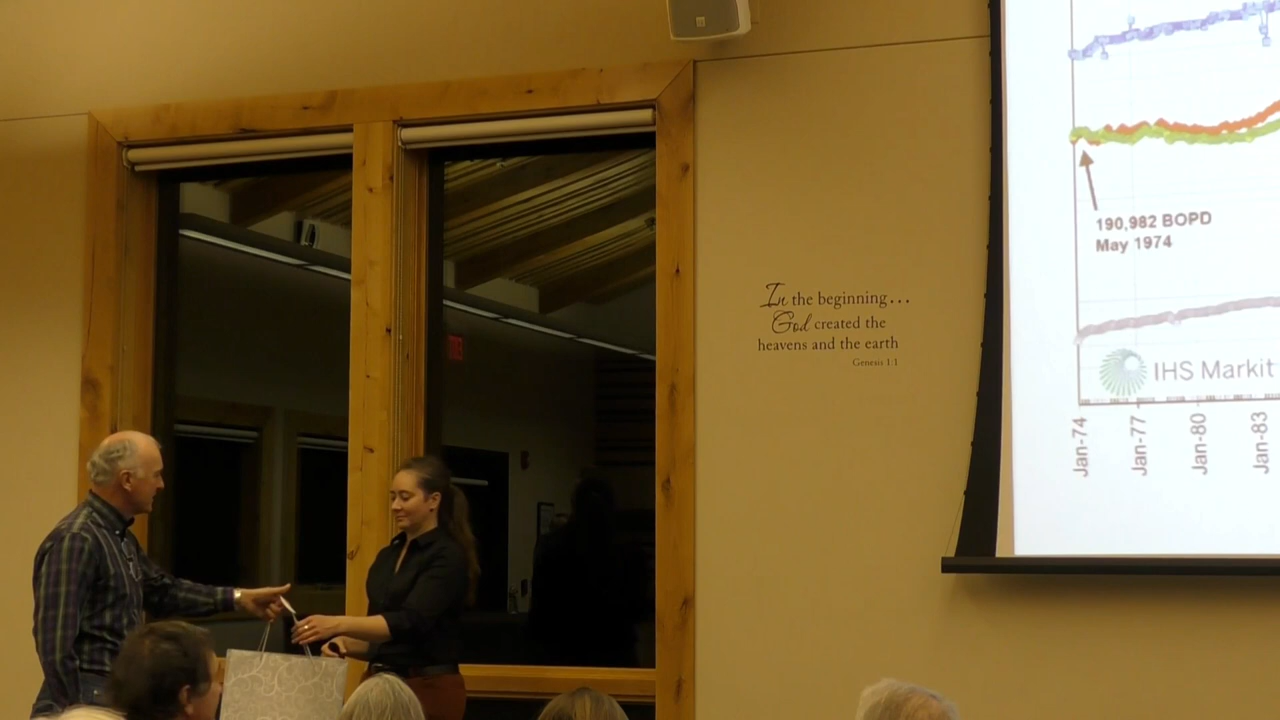 In the beginning...
God created the
heavens and the earth
Genesis 1:1
190,982 BOPD
May 1974
IHS Markit
Jan-74
Jan-77
Jan-80
Jan-83